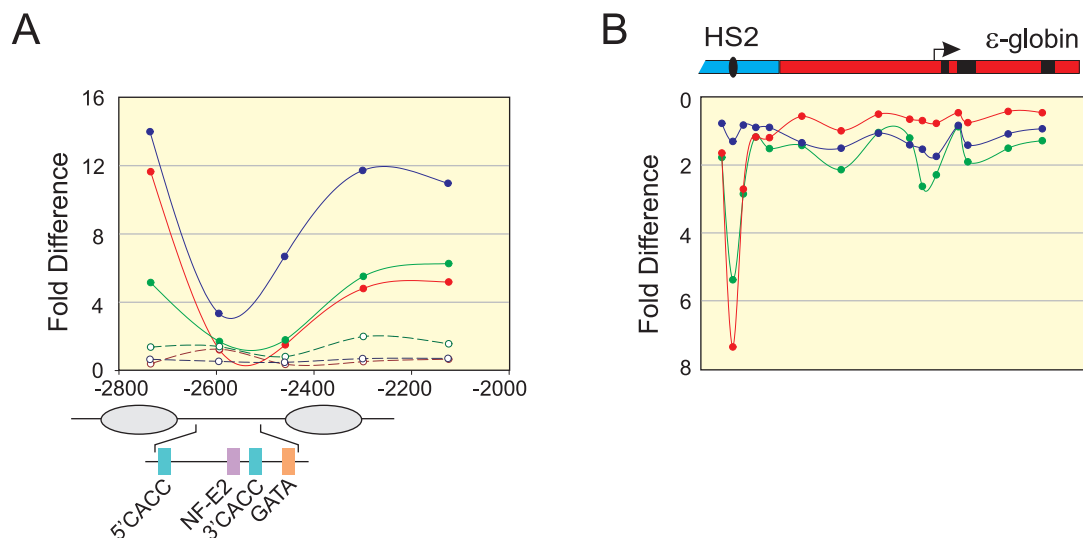 A
Fold Difference
16
12
8
4
0
-2800 -2600 -2400 -2200 -2000
5'CACC
NF-E2
3'CACC
GATA
B
HS2
ε-globin
Fold Difference
0
2
4
6
8